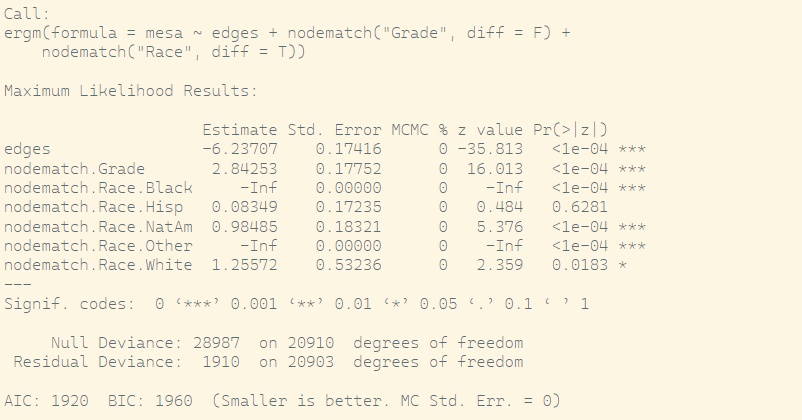 Call:
ergm(formula = mesa ~ edges + nodematch("Grade", diff = F) +
    nodematch("Race", diff = T))

Maximum Likelihood Results:

                     Estimate Std. Error MCMC % z value Pr(>|z|)
edges                -6.23707    0.17416      0 -35.813   <1e-04 ***
nodematch.Grade       2.84253    0.17752      0  16.013   <1e-04 ***
nodematch.Race.Black     -Inf    0.00000      0    -Inf   <1e-04 ***
nodematch.Race.Hisp   0.08349    0.17235      0   0.484   0.6281
nodematch.Race.NatAm  0.98485    0.18321      0   5.376   <1e-04 ***
nodematch.Race.Other     -Inf    0.00000      0    -Inf   <1e-04 ***
nodematch.Race.White  1.25572    0.53236      0   2.359   0.0183 *
---
Signif. codes:  0 ‘***’ 0.001 ‘**’ 0.01 ‘*’ 0.05 ‘.’ 0.1 ‘ ’ 1

     Null Deviance: 28987  on 20910  degrees of freedom
 Residual Deviance:  1910  on 20903  degrees of freedom

AIC: 1920  BIC: 1960  (Smaller is better. MC Std. Err. = 0)